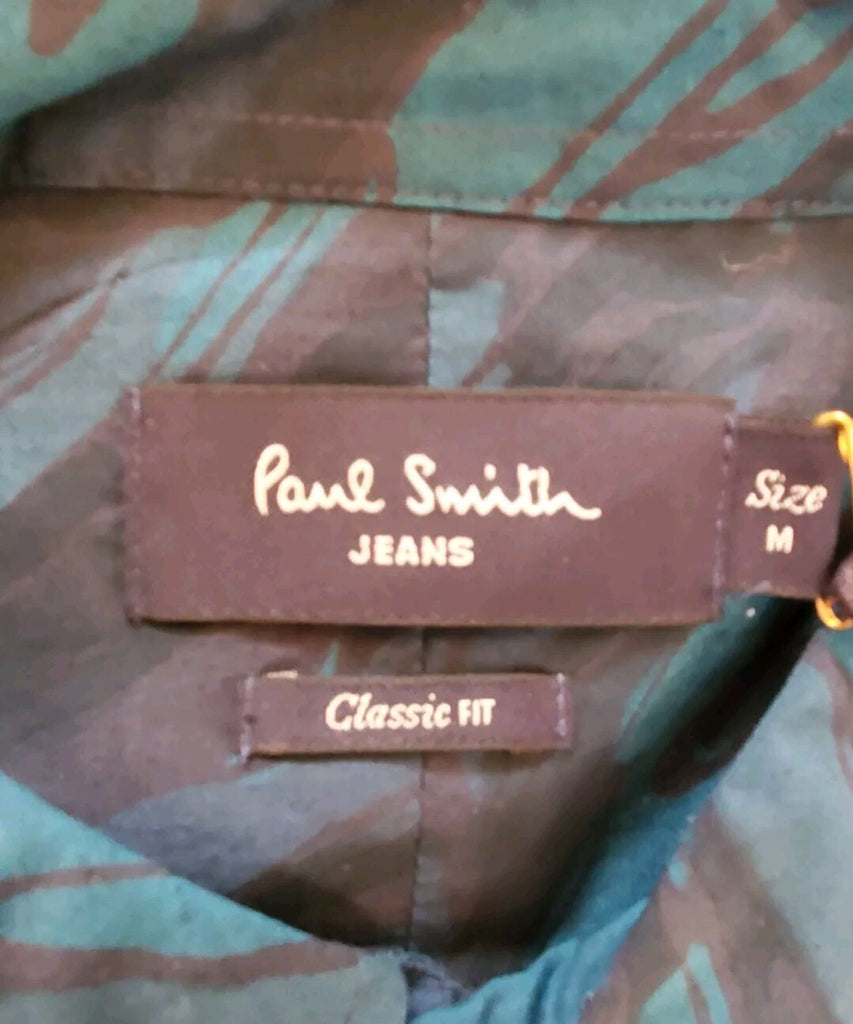 Paul Smith
JEANS
Size
M
Classic FIT